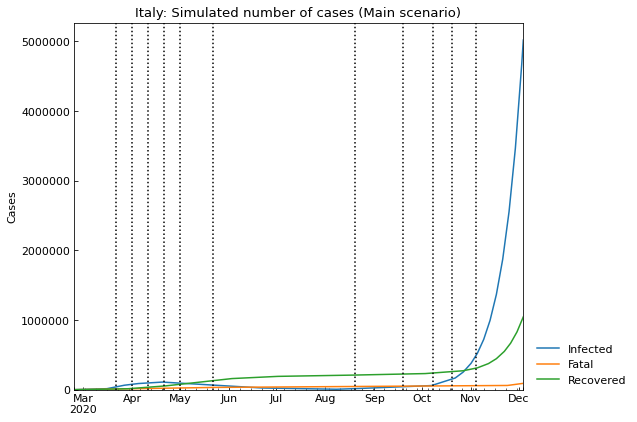 Italy: Simulated number of cases (Main scenario)
5000000
4000000
3000000
2000000
1000000
0
Cases
Mar Apr May Jun Jul Aug Sep Oct Nov Dec
2020
Infected
Fatal
Recovered